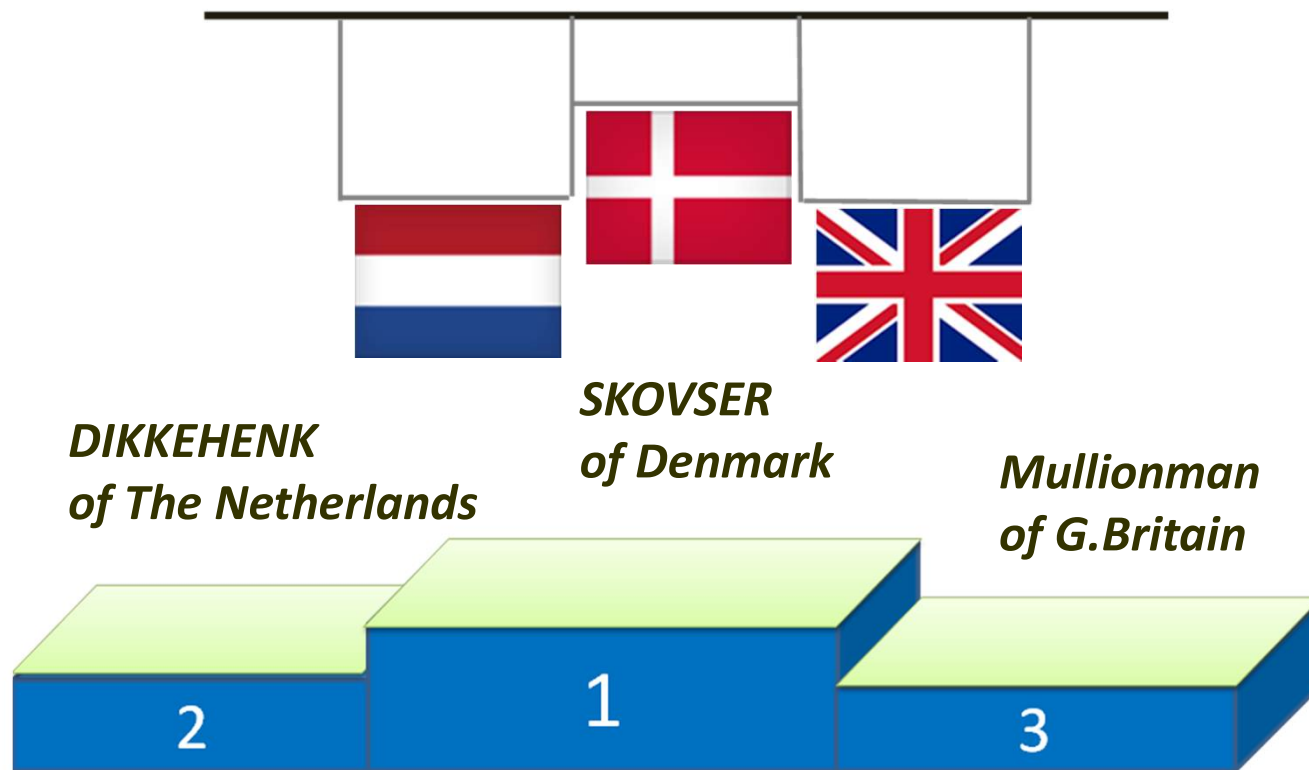 SKOVSER
of Denmark
DIKKEHENK
of The Netherlands
Mullionman
of G.Britain
2
1
3